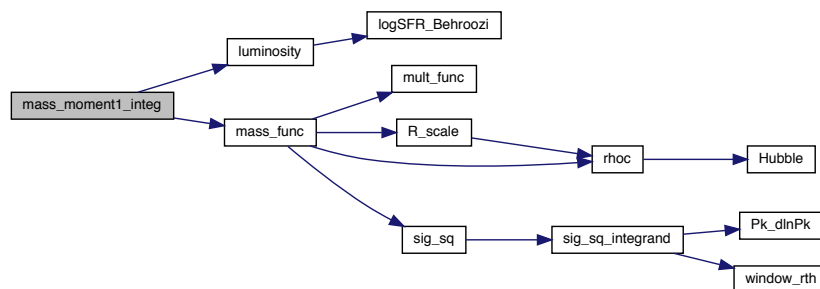 logSFR_Behroozi
luminosity
mult_func
mass_moment1_integ
mass_func
R_scale
rhoc
Hubble
Pk_dlnPk
sig_sq
sig_sq_integrand
window_rth